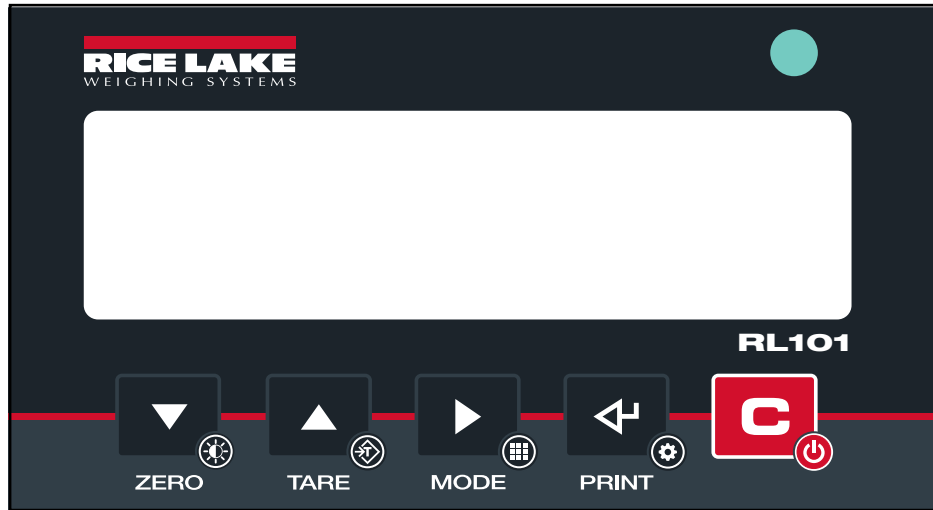 RICE LAKE
WEIGHING SYSTEMS
RL101
C
T
ZERO TARE MODE PRINT